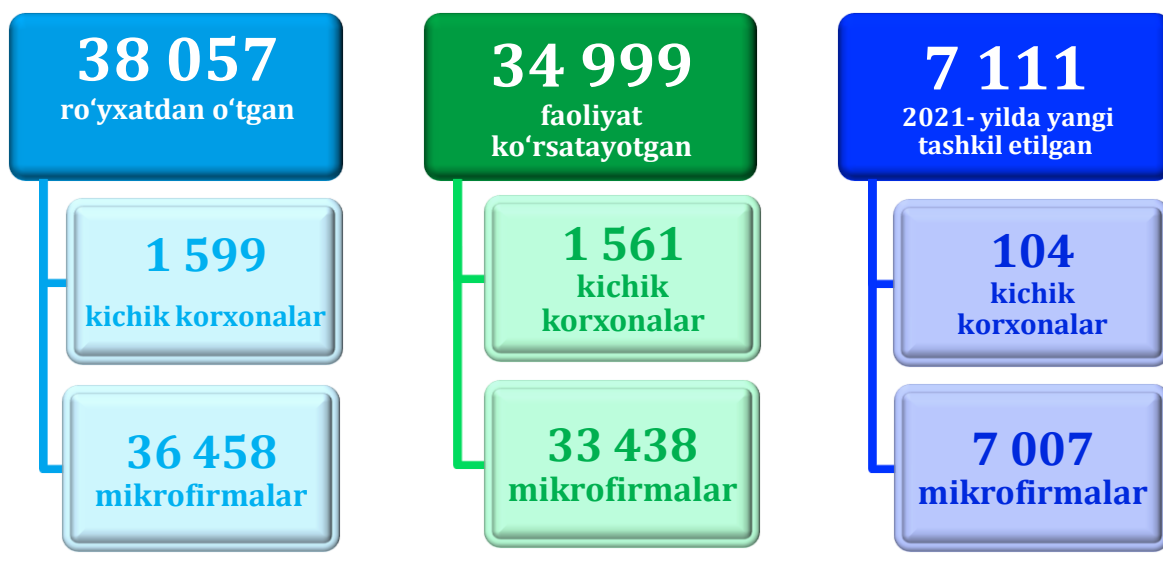 38 057
ro‘yxatdan o‘tgan
1 599
kichik korxonalar
36 458
mikrofirmalar
34 999
faoliyat
ko‘rsatayotgan
1 561
kichik
korxonalar
33 438
mikrofirmalar
7 111
2021- yilda yangi
tashkil etilgan
104
kichik
korxonalar
7 007
mikrofirmalar